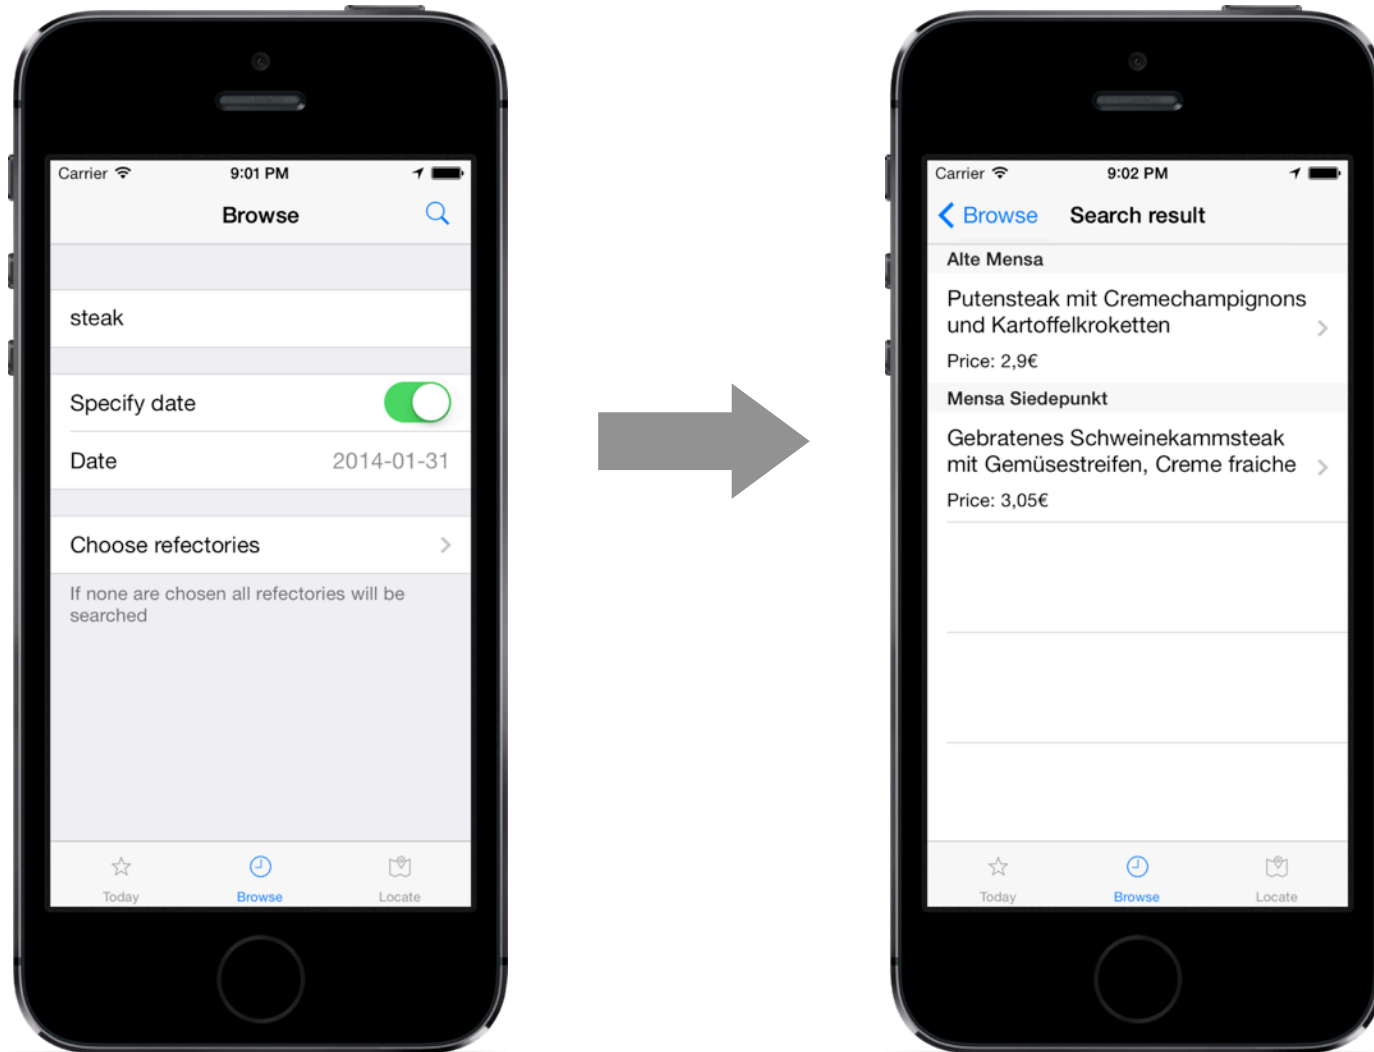 Carrier 9:01 PM
Browse
steak
Specify date
Date 2014-01-31
Choose refectories
If none are chosen all refectories will be
searched
Today Browse Locate
Carrier 9:02 PM
Browse Search result
Alte Mensa
Putensteak mit Cremechampignons
und Kartoffelkroketten
Price: 2,9€
Mensa Siedepunkt
Gebratenes Schweinekammsteak
mit Gemüsestreifen, Creme fraiche
Price: 3,05€
Today Browse Locate